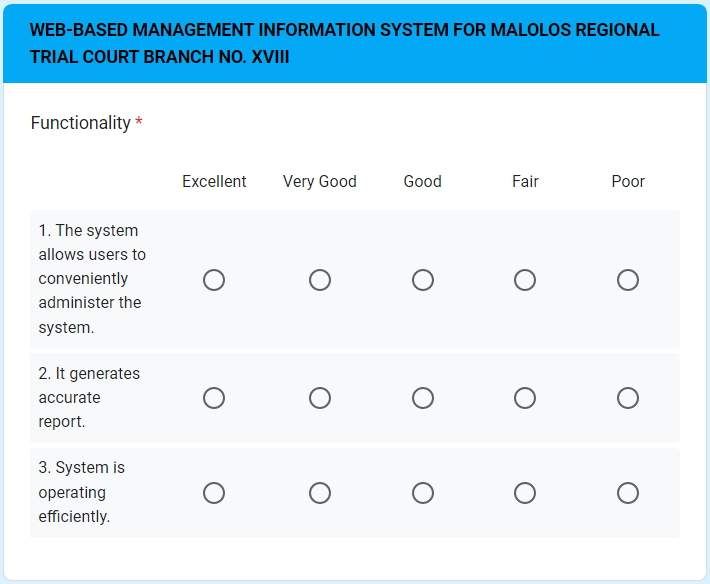 WEB-BASED MANAGEMENT INFORMATION SYSTEM FOR MALOLOS REGIONAL
TRIAL COURT BRANCH NO. XVIII
Functionality *
Excellent Very Good Good Fair Poor
1. The system
allows users to
conveniently
administer the
system.
2. It generates
accurate
report.
3. System is
operating
efficiently.